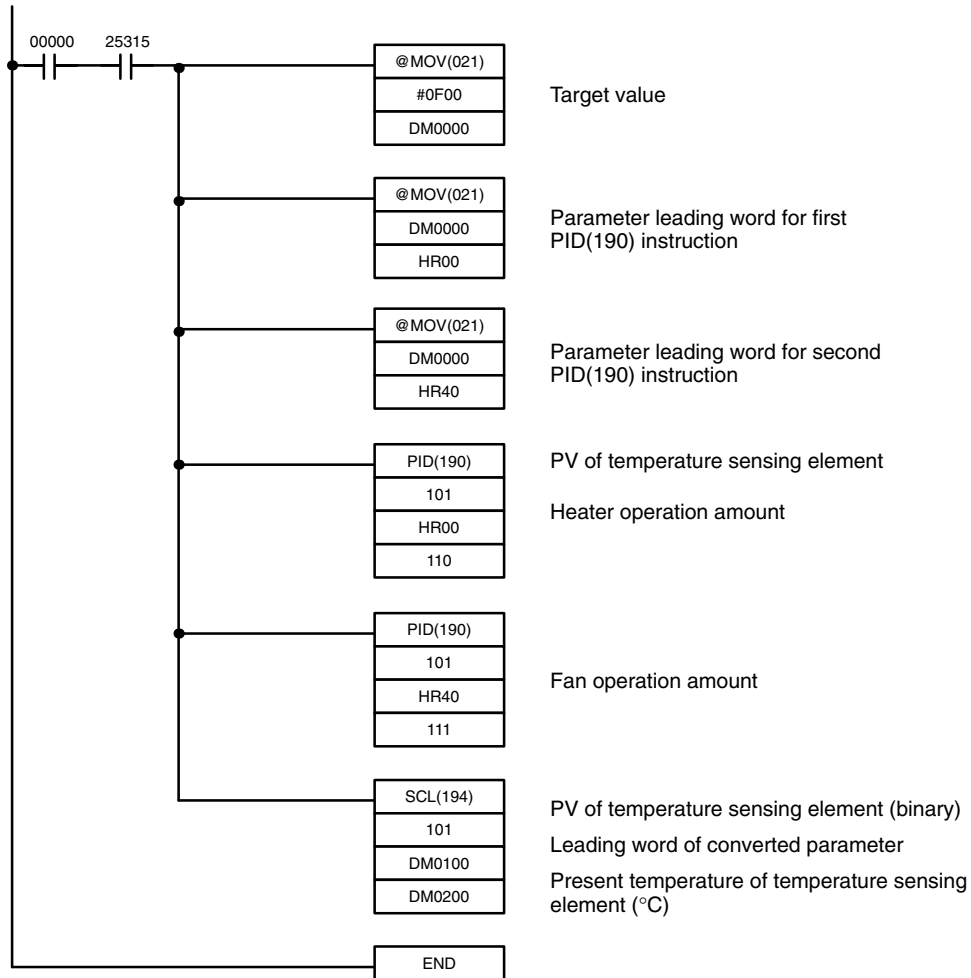 00000 25315
@MOV(021)
#0F00
DM0000
Target value
@MOV(021)
DM0000
HR00
Parameter leading word for first
PID(190) instruction
@MOV(021)
DM0000
HR40
Parameter leading word for second
PID(190) instruction
PID(190)
101
HR00
110
PV of temperature sensing element
Heater operation amount
PID(190)
101
HR40
111
Fan operation amount
SCL(194)
101
DM0100
DM0200
PV of temperature sensing element (binary)
Leading word of converted parameter
Present temperature of temperature sensing
element (°C)
END